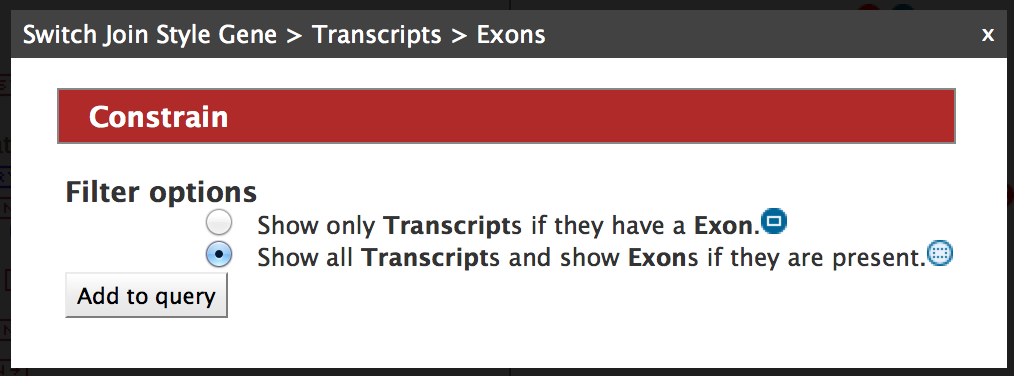 Switch Join Style Gene > Transcripts > Exons x
Constrain
Filter options
Show only Transcripts if they have a Exon.
Show all Transcripts and show Exons if they are present.
Add to query